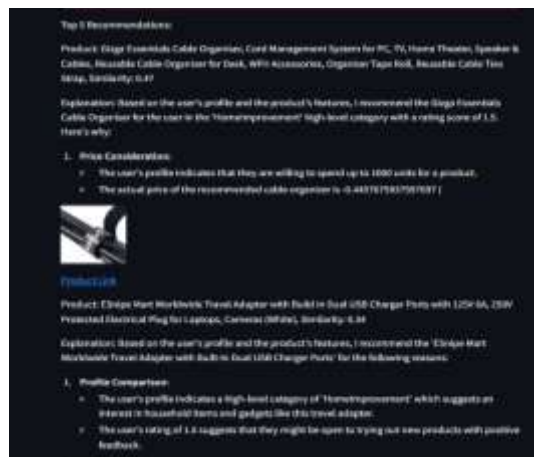 Top 5 Recommendations:
Product: Gizga Essentials Cable Organiser, Cord Management System for PC, TV, Home Theater, Speaker &
Cables, Reusable Cable Organizer for Desk, WFH Accessories, Organizer Tape Roll, Reusable Cable Ties
Strap, Similarity: 0.47
Explanation: Based on the user's profile and the product's features, I recommend the Gizga Essentials
Cable Organiser for the user in the 'HomeImprovement' high-level category with a rating score of 1.5.
Here's why:
1. Price Consideration:
The user's profile indicates that they are willing to spend up to 1000 units for a product.
The actual price of the recommended cable organizer is
Product Link
Product: ESnipe Mart Worldwide Travel Adapter with Build in Dual USB Charger Ports with 125V 6A, 250V
Protected Electrical Plug for Laptops, Cameras (White), Similarity: 0.34
Explanation: Based on the user's profile and the product's features, I recommend the 'ESnipe Mart
Worldwide Travel Adapter with Build in Dual USB Charger Ports' for the following reasons:
1. Profile Comparison:
The user's profile indicates a high-level category of 'HomeImprovement' which suggests an
interest in household items and gadgets like this travel adapter.
The user's rating of 1.5 suggests that they might be open to trying out new products with positive
feedback.